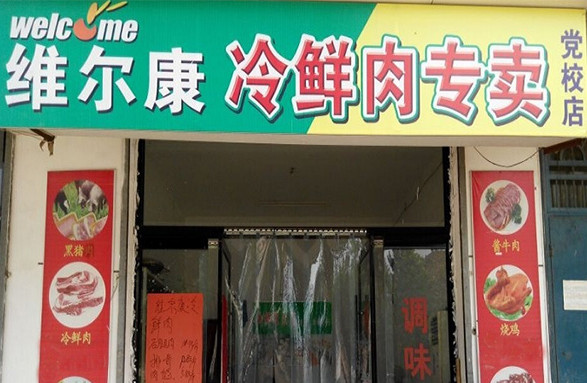 welcome
维尔康 冷鲜肉专卖
党校店
黑猪
冷鲜肉
酱牛肉
烧鸡
鲜肉
调味